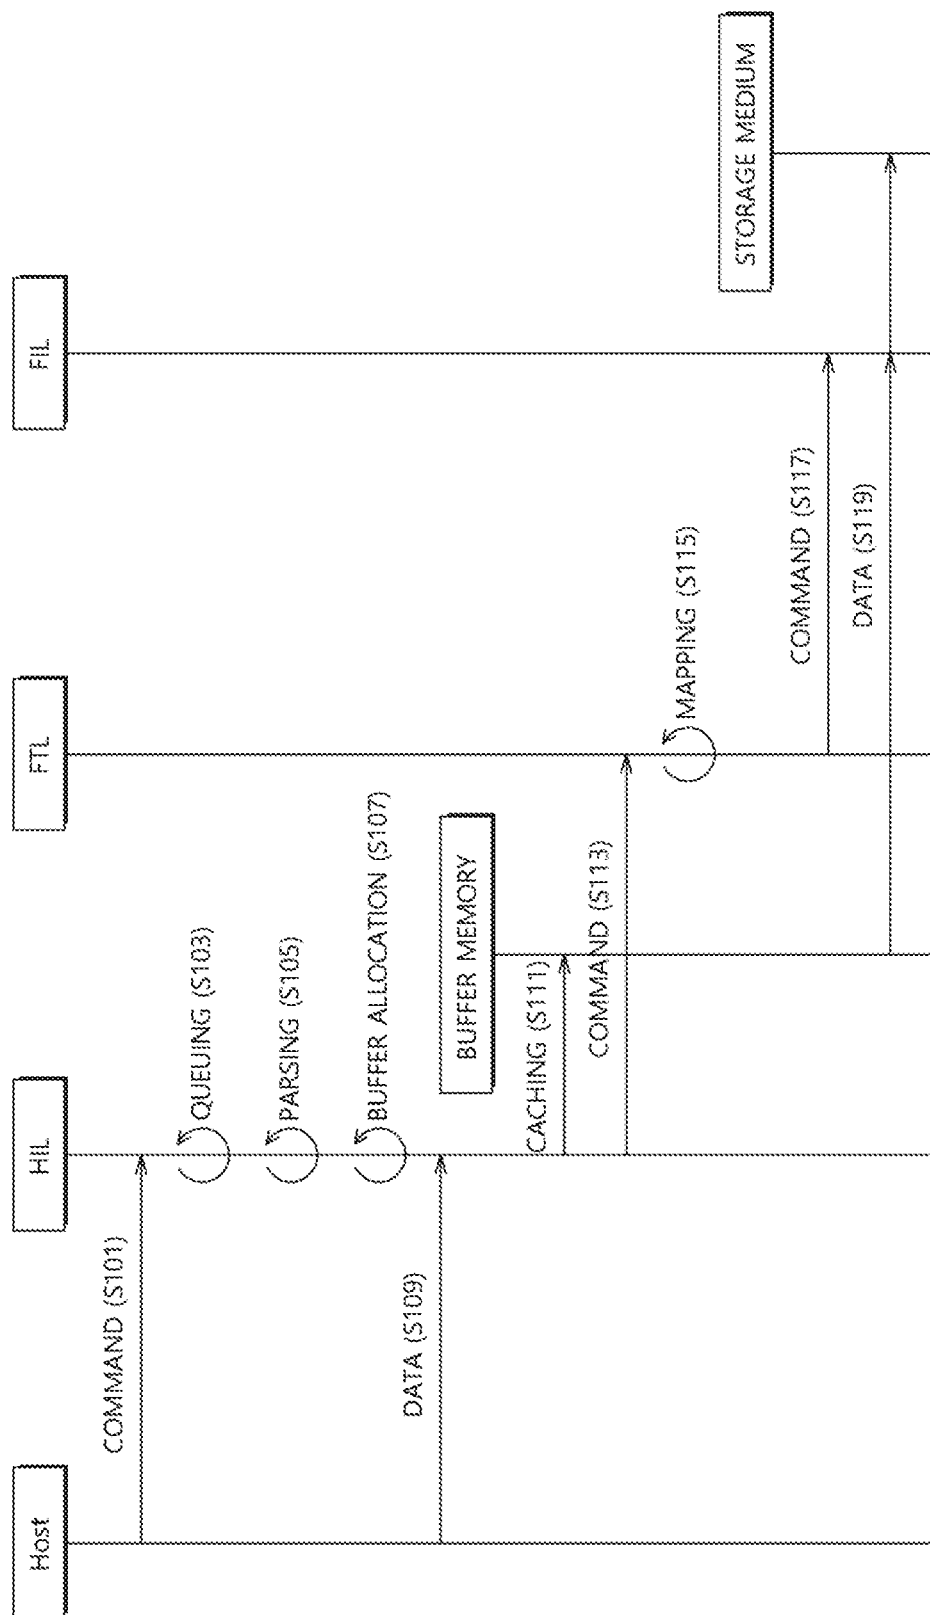 Host
HIL
FTL
FIL
COMMAND (S101)
QUEUING (S103)
PARSING (S105)
BUFFER ALLOCATION (S107)
DATA (S109)
BUFFER MEMORY
CACHING (S111)
COMMAND (S113)
MAPPING (S115)
STORAGE MEDIUM
COMMAND (S117)
DATA (S119)